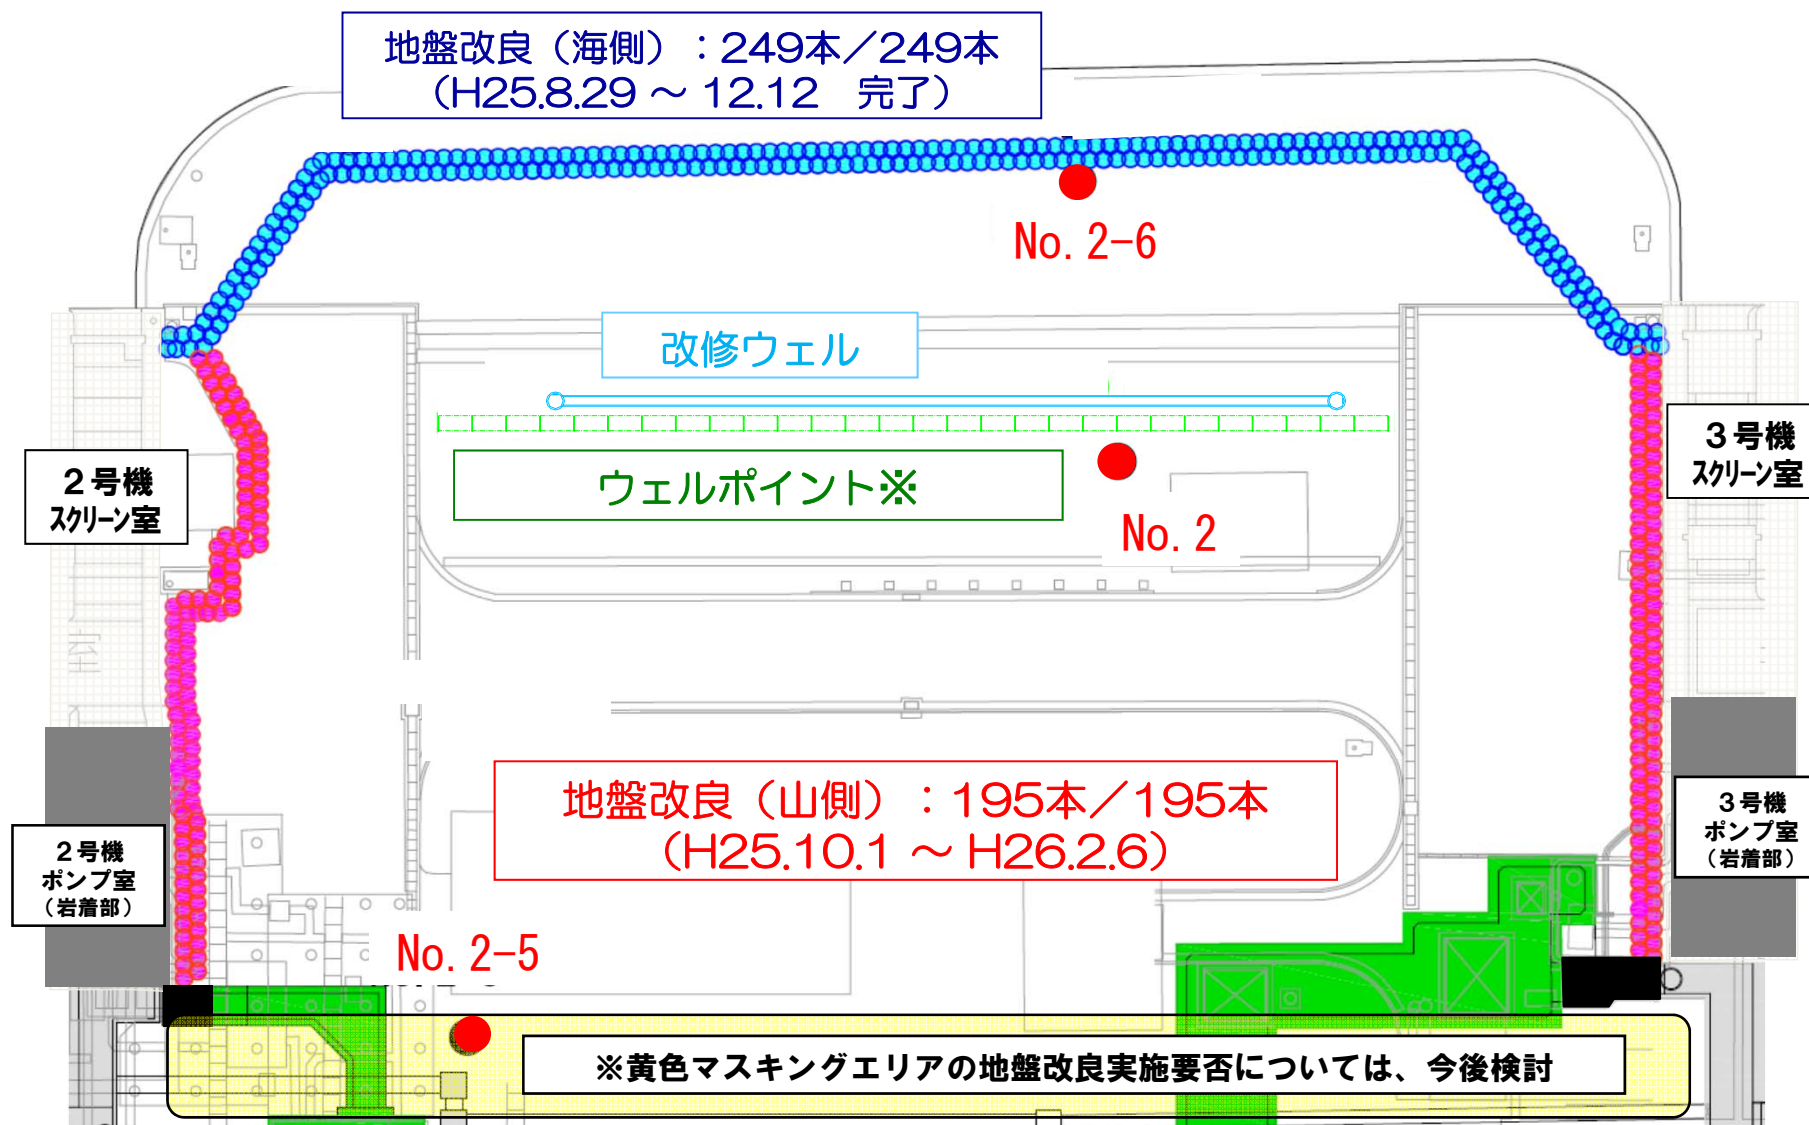 地盤改良（海側）：249本／249本
（H25.8.29 ～ 12.12　完了）
No. 2-6
改修ウェル
２号機
スクリーン室
３号機
スクリーン室
ウェルポイント※
No. 2
地盤改良（山側）：195本／195本
（H25.10.1 ～ H26.2.6）
２号機
ポンプ室
（岩着部）
３号機
ポンプ室
（岩着部）
No. 2-5
※黄色マスキングエリアの地盤改良実施要否については、今後検討